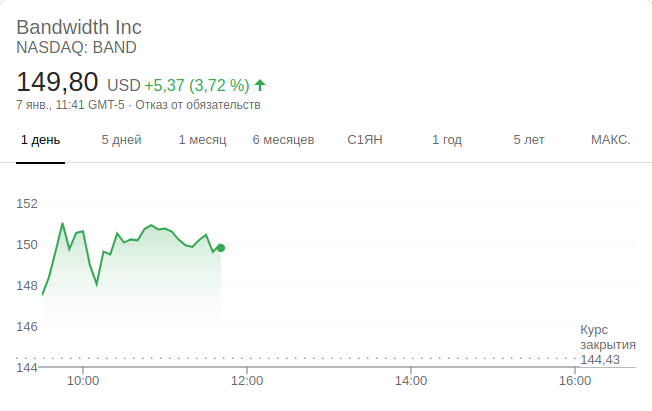 Bandwidth Inc
NASDAQ: BAND
149,80 USD +5,37 (3,72 %)
7 янв., 11:41 GMT-5 · Отказ от обязательств
1 день 5 дней 1 месяц 6 месяцев С1ЯН 1 год 5 лет МАКС.
152
150
148
146
144
Курс
закрытия
144,43
10:00 12:00 14:00 16:00